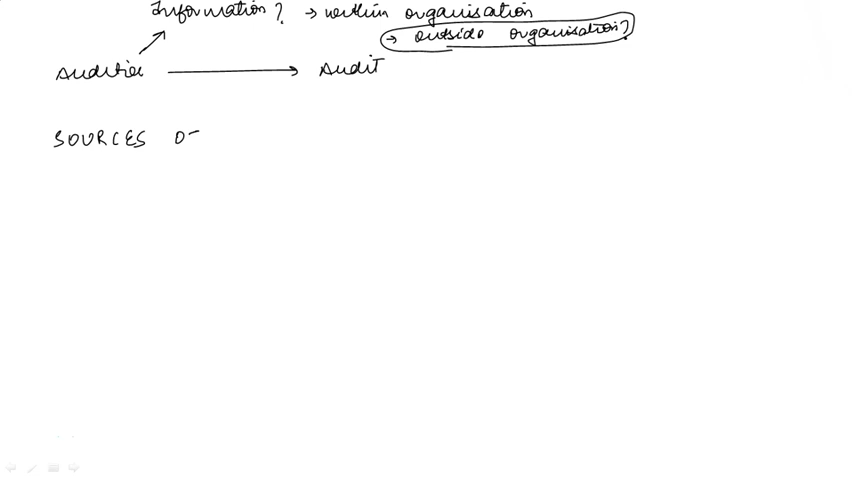 Information? → within organisation
→ outside organisation?
Auditor → Audit
SOURCES O